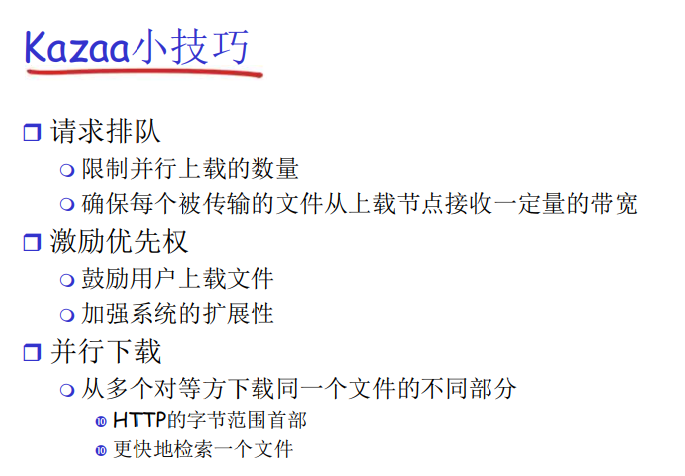 Kazaa小技巧
请求排队
限制并行上载的数量
确保每个被传输的文件从上载节点接收一定量的带宽
激励优先权
鼓励用户上载文件
加强系统的扩展性
并行下载
从多个对等方下载同一个文件的不同部分
HTTP的字节范围首部
更快地检索一个文件